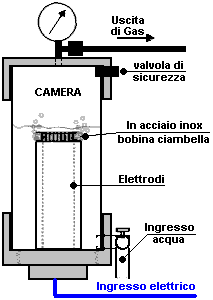 Uscita
di Gas
valvola di
sicurezza
CAMERA
In acciaio inox
bobina ciambella
Elettrodi
Ingresso
acqua
Ingresso elettrico